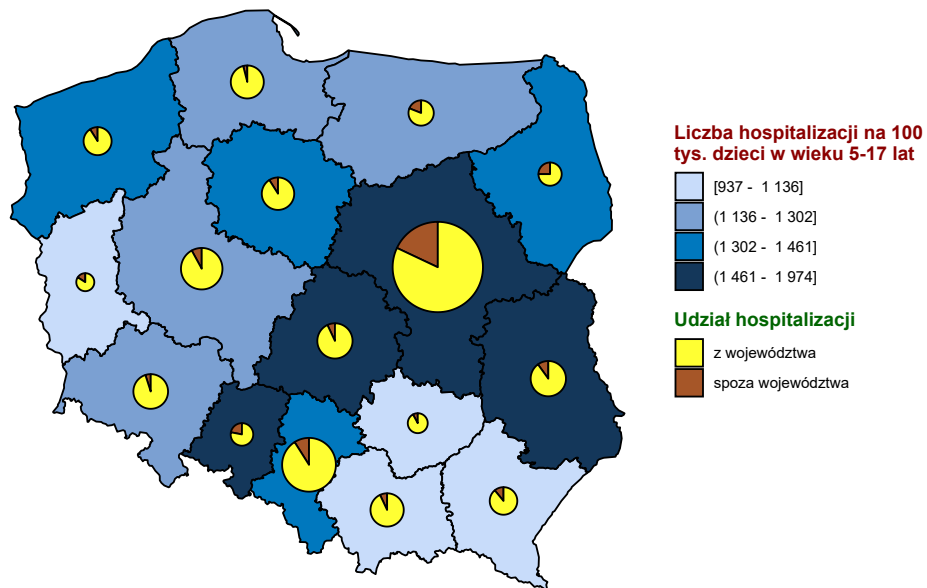 Liczba hospitalizacji na 100
tys. dzieci w wieku 5-17 lat
[937 - 1 136]
(1 136 - 1 302]
(1 302 - 1 461]
(1 461 - 1 974]
Udział hospitalizacji
z województwa
spoza województwa